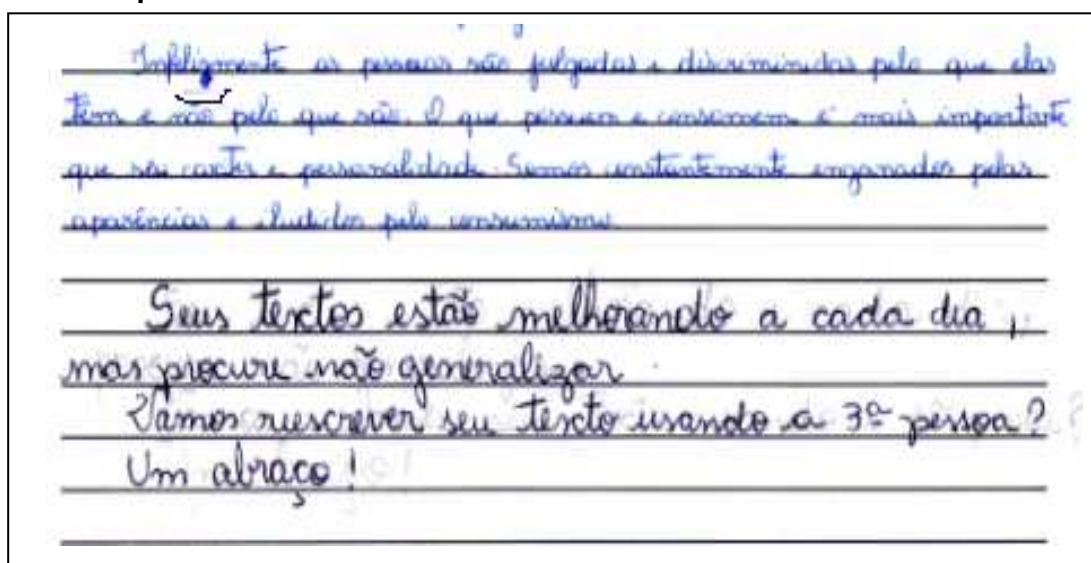 Infelizmente as pessoas são julgadas e discriminidas pelo que elas
têm e não pelo que são. O que possuem e consomem é mais importante
que seu caráter e personalidade. Somos constantemente enganados pelas
aparências e iludidos pelo consumismo.
Seus textos estão melhorando a cada dia,
mas procure não generalizar.
Vamos reescrever seu texto usando a 3ª pessoa?
Um abraço!